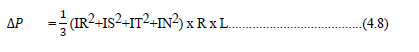 ΔP = 1/3 (IR²+IS²+IT²+IN²) x R x L......................................(4.8)